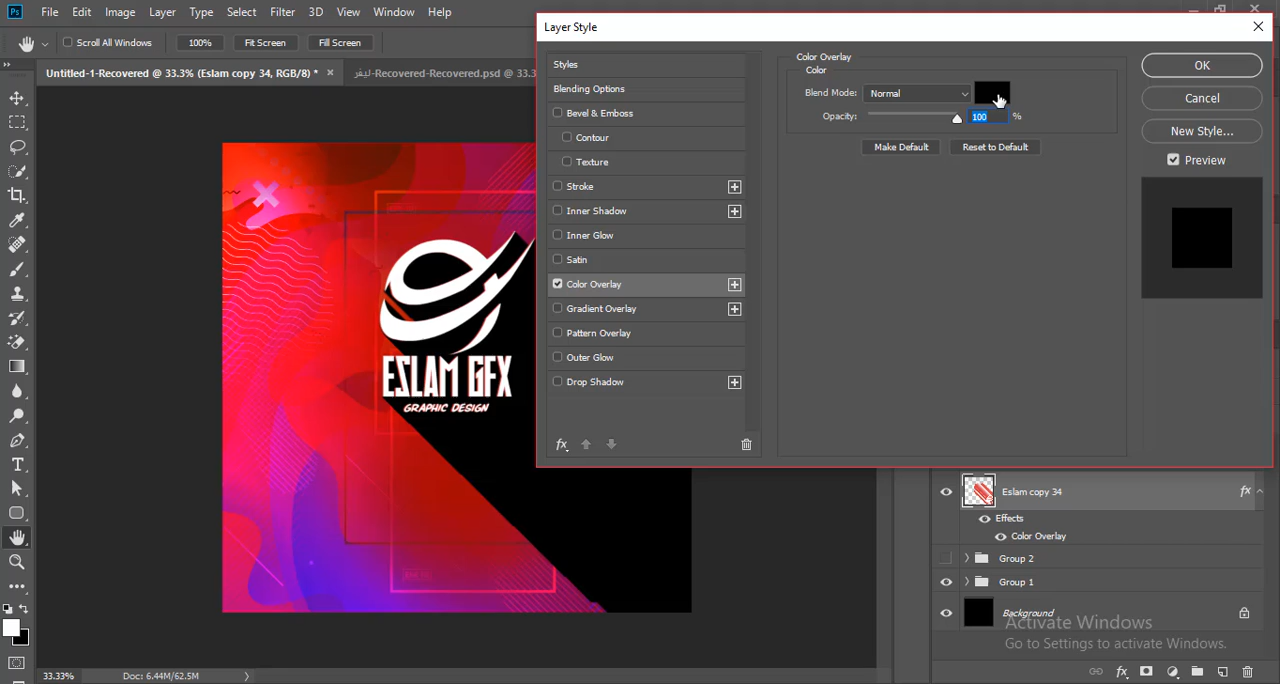 Ps File Edit Image Layer Type Select Filter 3D View Window Help
Scroll All Windows 100% Fit Screen Fill Screen
Untitled-1-Recovered @ 33.3% (Eslam copy 34, RGB/8) * × ليفر-Recovered-Recovered.psd @ 33.3
Layer Style
Styles
Blending Options
Bevel & Emboss
Contour
Texture
Stroke
Inner Shadow
Inner Glow
Satin
Color Overlay
Gradient Overlay
Pattern Overlay
Outer Glow
Drop Shadow
fx
Color Overlay
Color
Blend Mode: Normal
Opacity: 100 %
Make Default Reset to Default
OK
Cancel
New Style...
Preview
ESLAM GFX
GRAPHIC DESIGN
Eslam copy 34 fx
Effects
Color Overlay
Group 2
Group 1
Background
Activate Windows
Go to Settings to activate Windows.
fx
33.33% Doc: 6.44M/62.5M